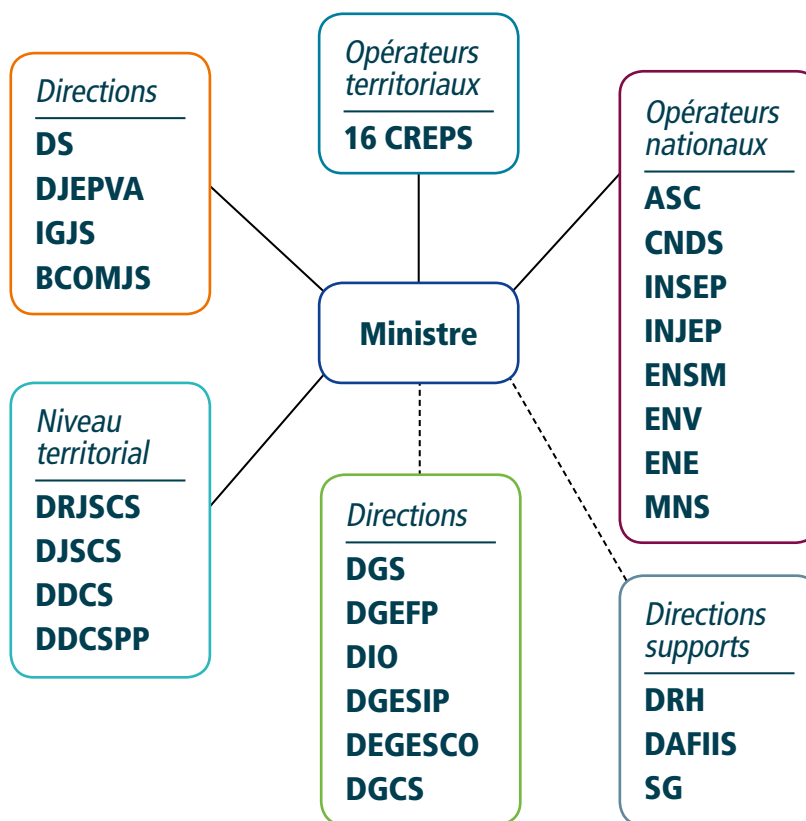 Directions
DS
DJEPVA
IGJS
BCOMJS
Opérateurs
territoriaux
16 CREPS
Opérateurs
nationaux
ASC
CNDS
INSEP
INJEP
ENSM
ENV
ENE
MNS
Ministre
Niveau
territorial
DRJSCS
DJSCS
DDCS
DDCSPP
Directions
DGS
DGEFP
DIO
DGESIP
DEGESCO
DGCS
Directions
supports
DRH
DAFIIS
SG